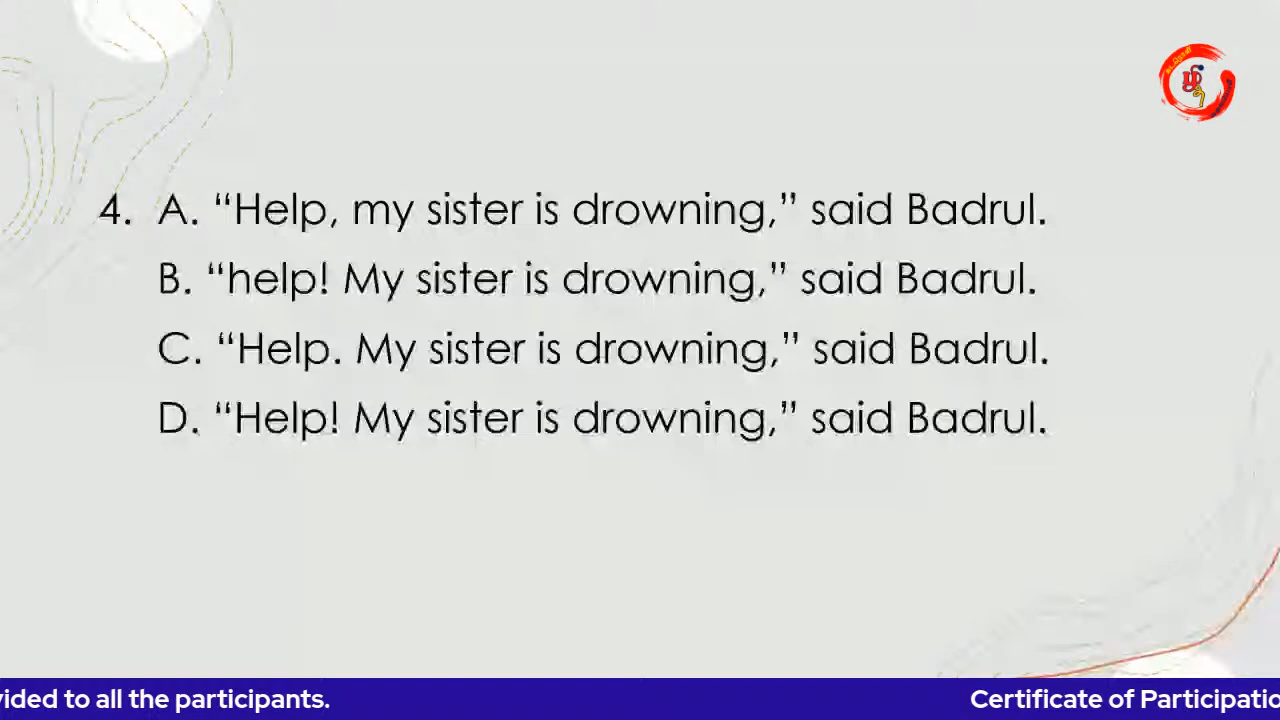 4. A. “Help, my sister is drowning,” said Badrul.
B. “help! My sister is drowning,” said Badrul.
C. “Help. My sister is drowning,” said Badrul.
D. “Help! My sister is drowning,” said Badrul.
vided to all the participants. Certificate of Participatio